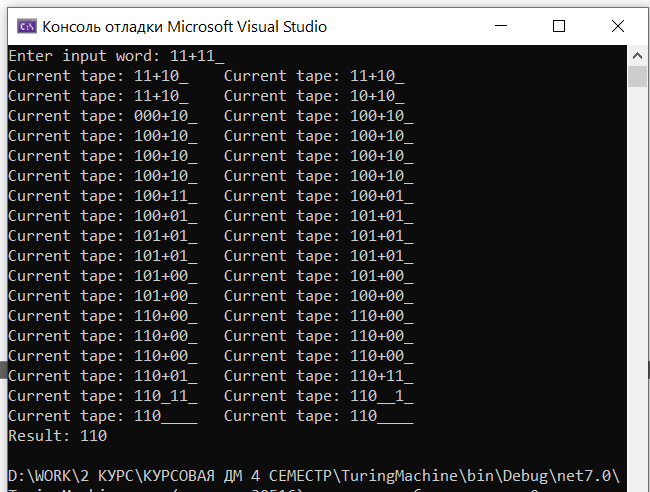 Консоль отладки Microsoft Visual Studio
Enter input word: 11+11_
Current tape: 11+10_   Current tape: 11+10_
Current tape: 11+10_   Current tape: 10+10_
Current tape: 000+10_   Current tape: 100+10_
Current tape: 100+10_   Current tape: 100+10_
Current tape: 100+10_   Current tape: 100+10_
Current tape: 100+10_   Current tape: 100+10_
Current tape: 100+11_   Current tape: 100+01_
Current tape: 100+01_   Current tape: 101+01_
Current tape: 101+01_   Current tape: 101+01_
Current tape: 101+01_   Current tape: 101+01_
Current tape: 101+00_   Current tape: 101+00_
Current tape: 101+00_   Current tape: 100+00_
Current tape: 110+00_   Current tape: 110+00_
Current tape: 110+00_   Current tape: 110+00_
Current tape: 110+00_   Current tape: 110+00_
Current tape: 110+01_   Current tape: 110+11_
Current tape: 110_11_   Current tape: 110__1_
Current tape: 110____   Current tape: 110____
Result: 110
D:\WORK\2 КУРС\КУРСОВАЯ ДМ 4 СЕМЕСТР\TuringMachine\bin\Debug\net7.0\